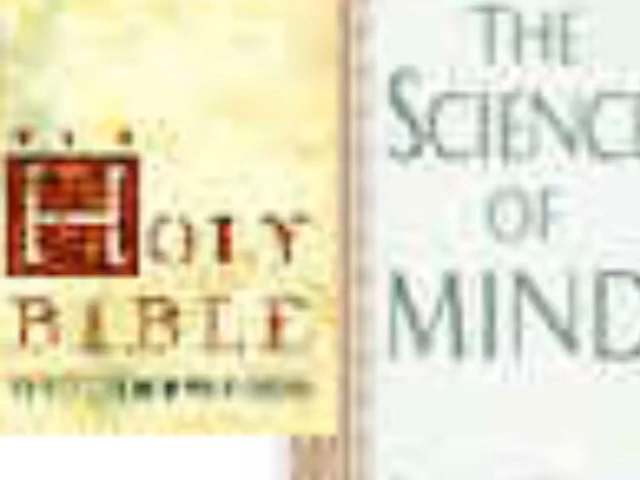 HOLY
BIBLE
THE
SCIENC
OF
MIND